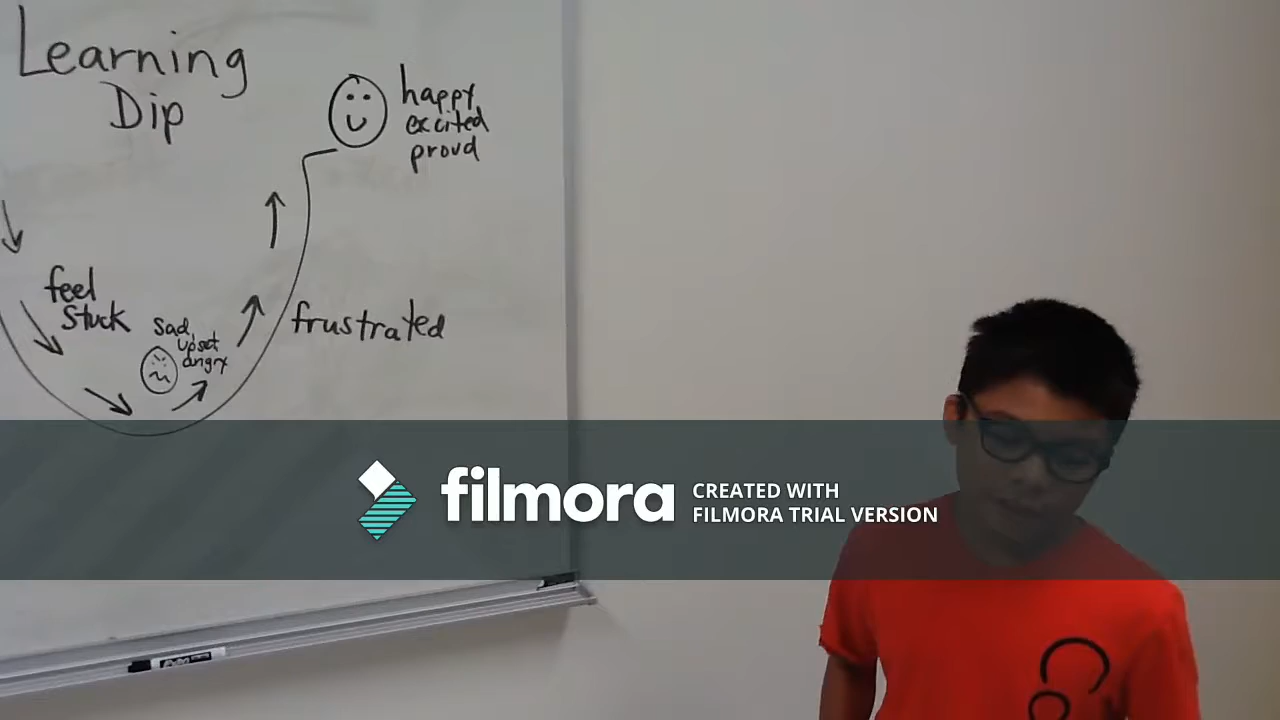 Learning
Dip
happy
excited
proud
feel
stuck
sad
upset
angry
frustrated
filmora
CREATED WITH
FILMORA TRIAL VERSION